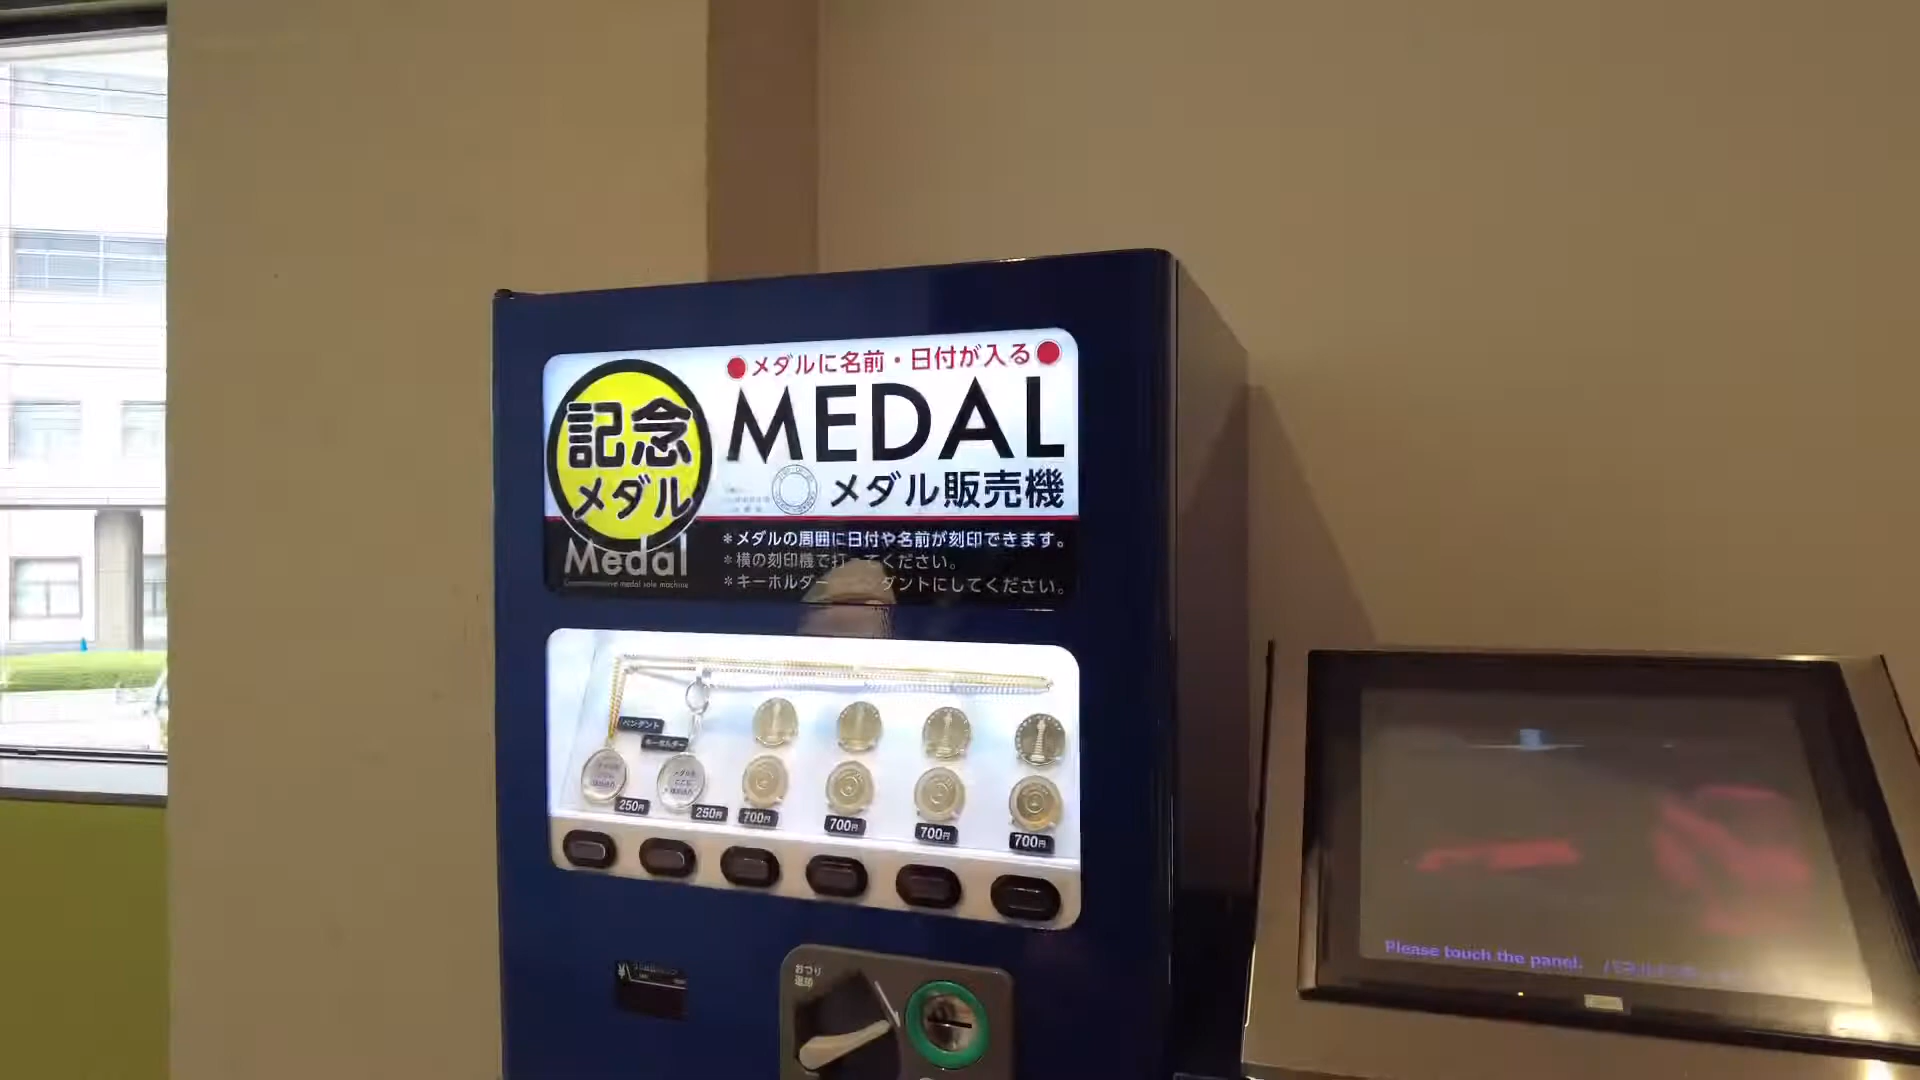 ●メダルに名前・日付が入る●
記念
メダル
MEDAL
メダル販売機
Medal
Commemorative medal sale machine
＊メダルの周囲に日付や名前が刻印できます。
＊横の刻印機で打ってください。
＊キーホルダー
ンダントにしてください。
ペンダント
キーホルダー
250円
250円
700円
700円
700円
700円
おつり
返却
Please touch the panel.